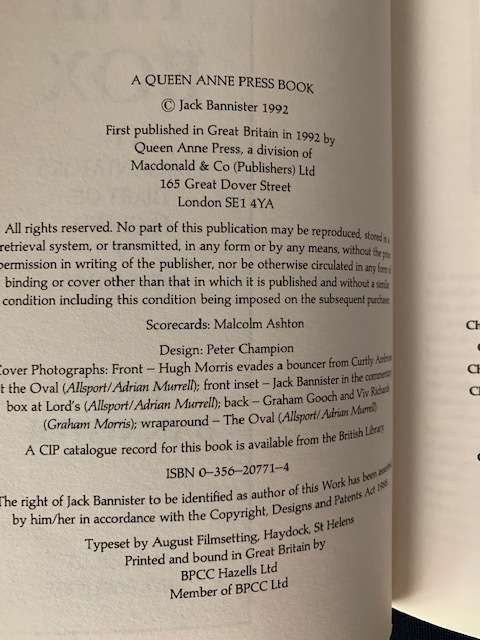 THE
BOX
A QUEEN ANNE PRESS BOOK
© Jack Bannister 1992
First published in Great Britain in 1992 by
Queen Anne Press, a division of
Macdonald & Co (Publishers) Ltd
165 Great Dover Street
London SE1 4YA
All rights reserved. No part of this publication may be reproduced, stored in a
retrieval system, or transmitted, in any form or by any means, without the prior
permission in writing of the publisher, nor be otherwise circulated in any form of
binding or cover other than that in which it is published and without a similar
condition including this condition being imposed on the subsequent purchaser.
Scorecards: Malcolm Ashton
Design: Peter Champion
Cover Photographs: Front – Hugh Morris evades a bouncer from Curtly Ambrose
at the Oval (Allsport/Adrian Murrell); front inset – Jack Bannister in the commentary
box at Lord's (Allsport/Adrian Murrell); back – Graham Gooch and Viv Richards
(Graham Morris); wraparound – The Oval (Allsport/Adrian Murrell)
A CIP catalogue record for this book is available from the British Library
ISBN 0–356–20771–4
The right of Jack Bannister to be identified as author of this Work has been asserted
by him/her in accordance with the Copyright, Designs and Patents Act 1988
Typeset by August Filmsetting, Haydock, St Helens
Printed and bound in Great Britain by
BPCC Hazells Ltd
Member of BPCC Ltd